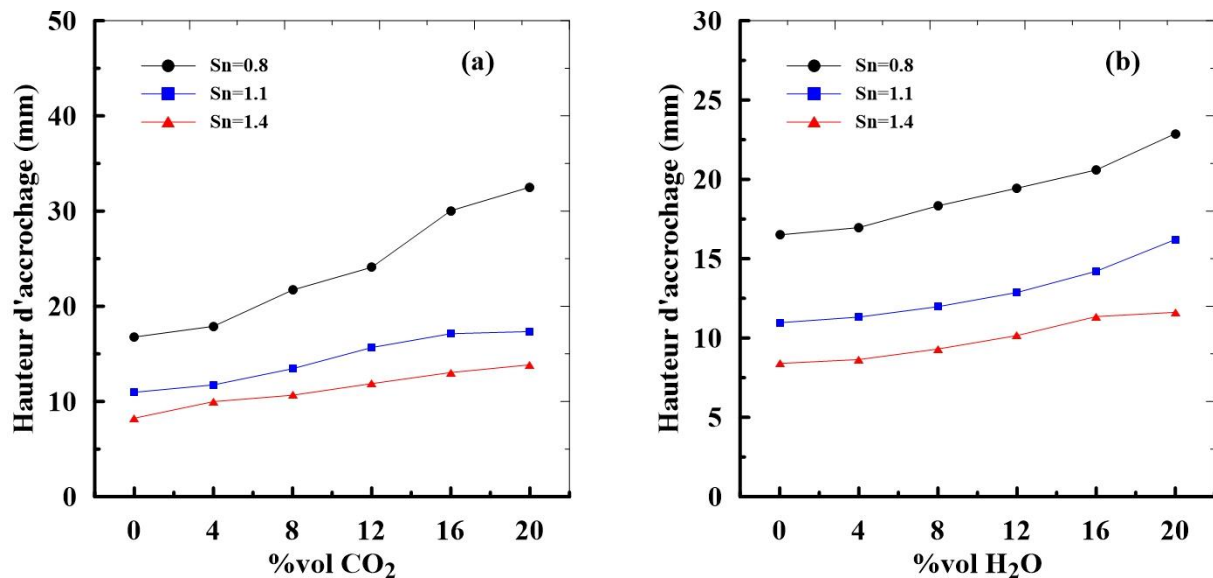 50
40
30
20
10
0
Hauteur d'accrochage (mm)
Sn=0.8
Sn=1.1
Sn=1.4
(a)
0 4 8 12 16 20
%vol CO₂
30
25
20
15
10
5
0
Hauteur d'accrochage (mm)
Sn=0.8
Sn=1.1
Sn=1.4
(b)
0 4 8 12 16 20
%vol H₂O